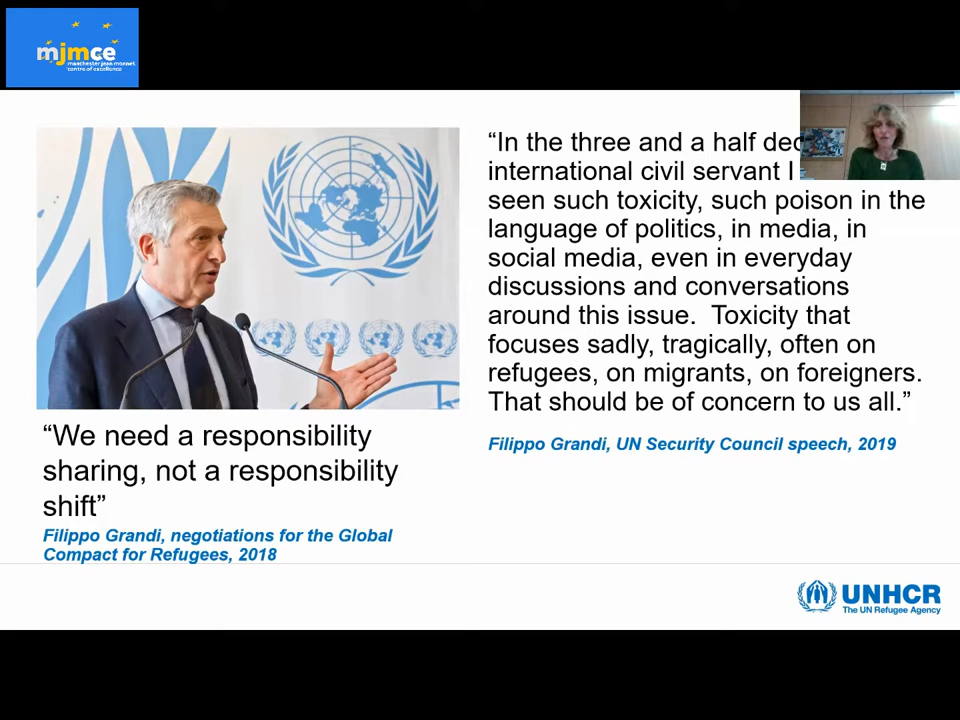 mjmce
manchester jean monnet
centre of excellence
“In the three and a half
international civil servant I
seen such toxicity, such poison in the
language of politics, in media, in
social media, even in everyday
discussions and conversations
around this issue.  Toxicity that
focuses sadly, tragically, often on
refugees, on migrants, on foreigners.
That should be of concern to us all.”
Filippo Grandi, UN Security Council speech, 2019
“We need a responsibility
sharing, not a responsibility
shift”
Filippo Grandi, negotiations for the Global
Compact for Refugees, 2018
UNHCR
The UN Refugee Agency